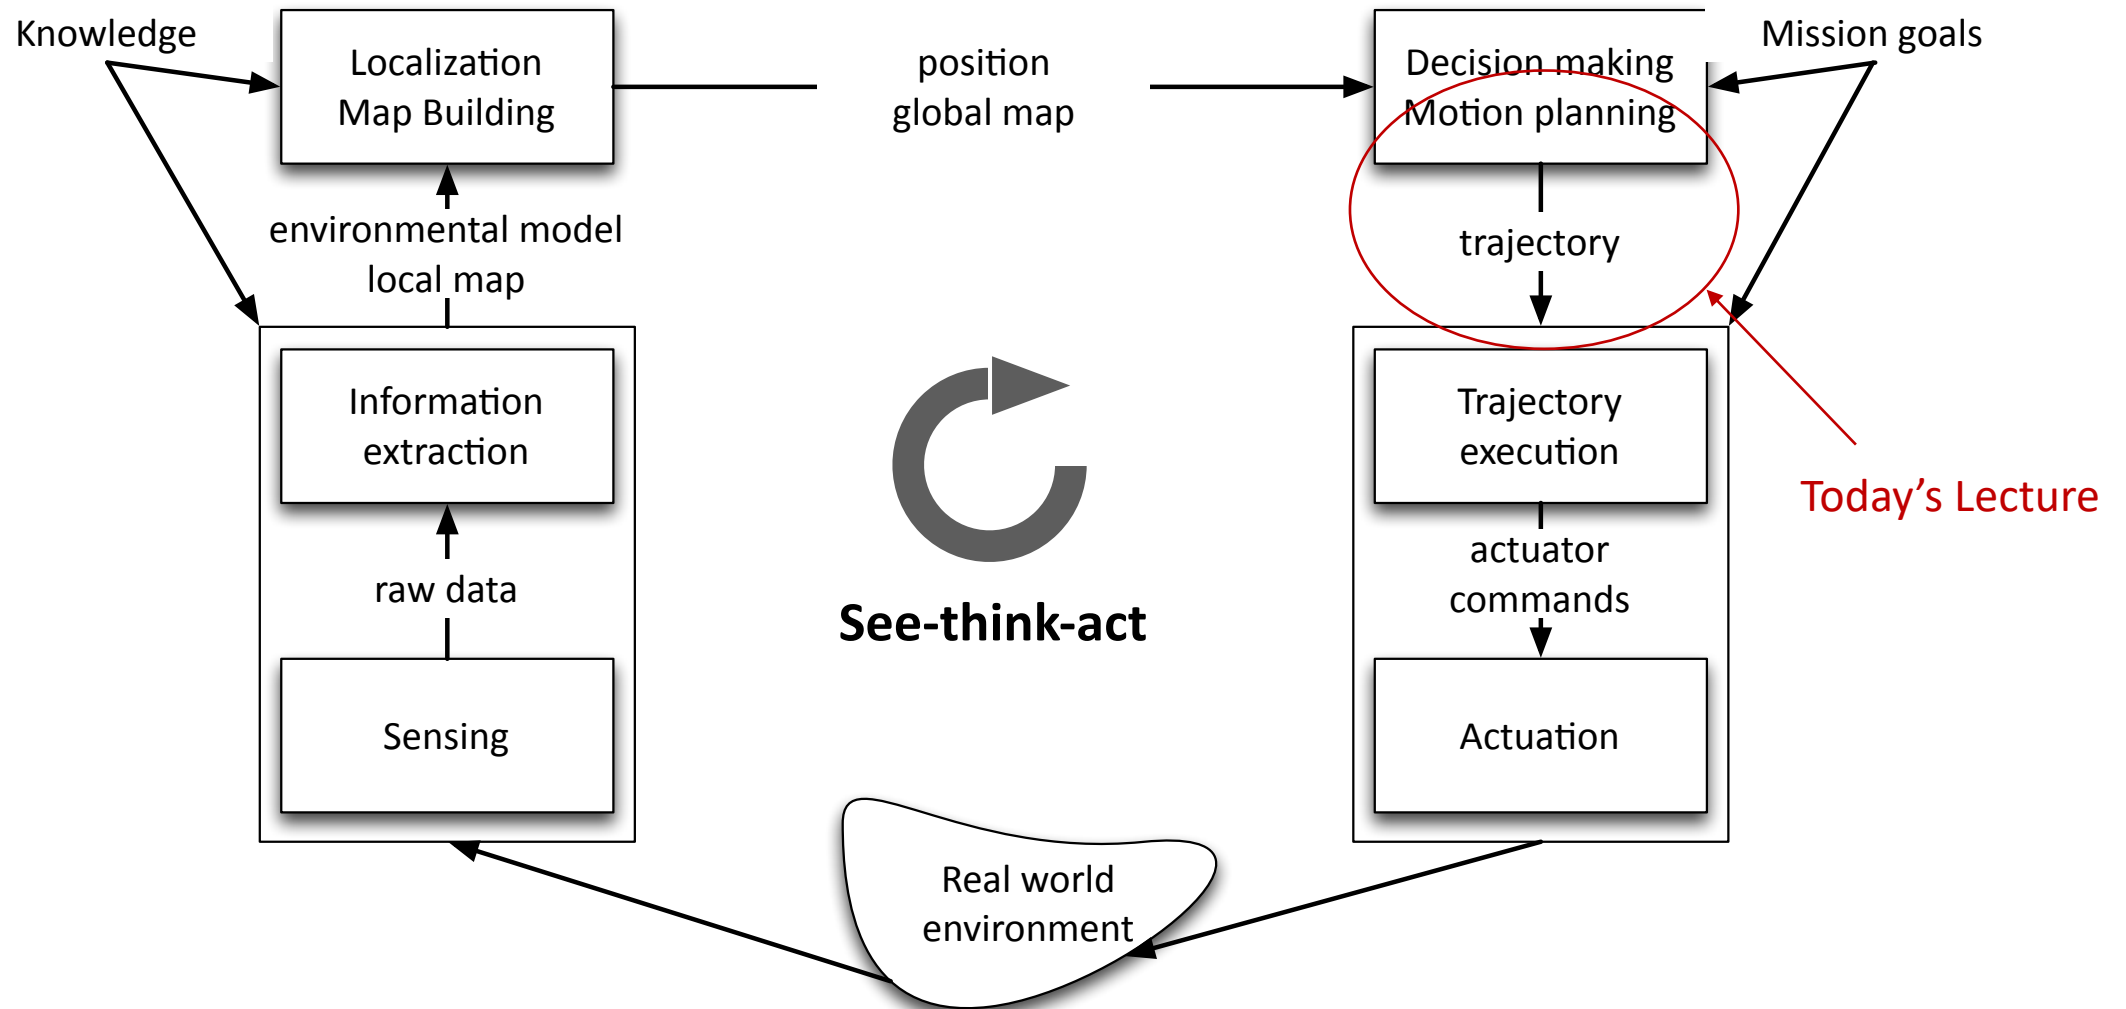 Knowledge
Localization
Map Building
position
global map
Decision making
Motion planning
Mission goals
environmental model
local map
trajectory
Information
extraction
Trajectory
execution
Today’s Lecture
raw data
actuator
commands
See-think-act
Sensing
Actuation
Real world
environment